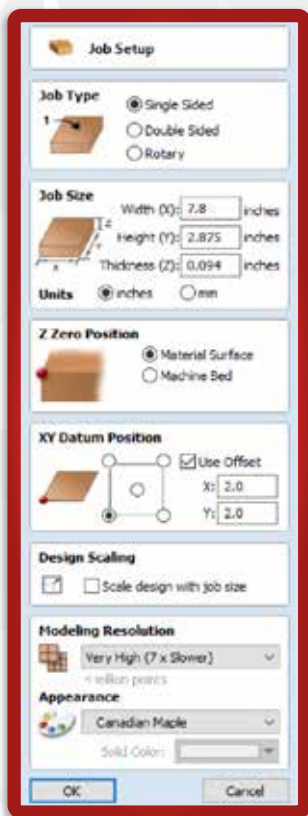 Job Setup
Job Type
Single Sided
Double Sided
Rotary
1
Job Size
Width (X): 7.8 inches
Height (Y): 2.875 inches
Thickness (Z): 0.094 inches
Units inches mm
Z Zero Position
Material Surface
Machine Bed
XY Datum Position
Use Offset
X: 2.0
Y: 2.0
Design Scaling
Scale design with job size
Modeling Resolution
Very High (7 x Slower)
million points
Appearance
Canadian Maple
Solid Color:
OK Cancel